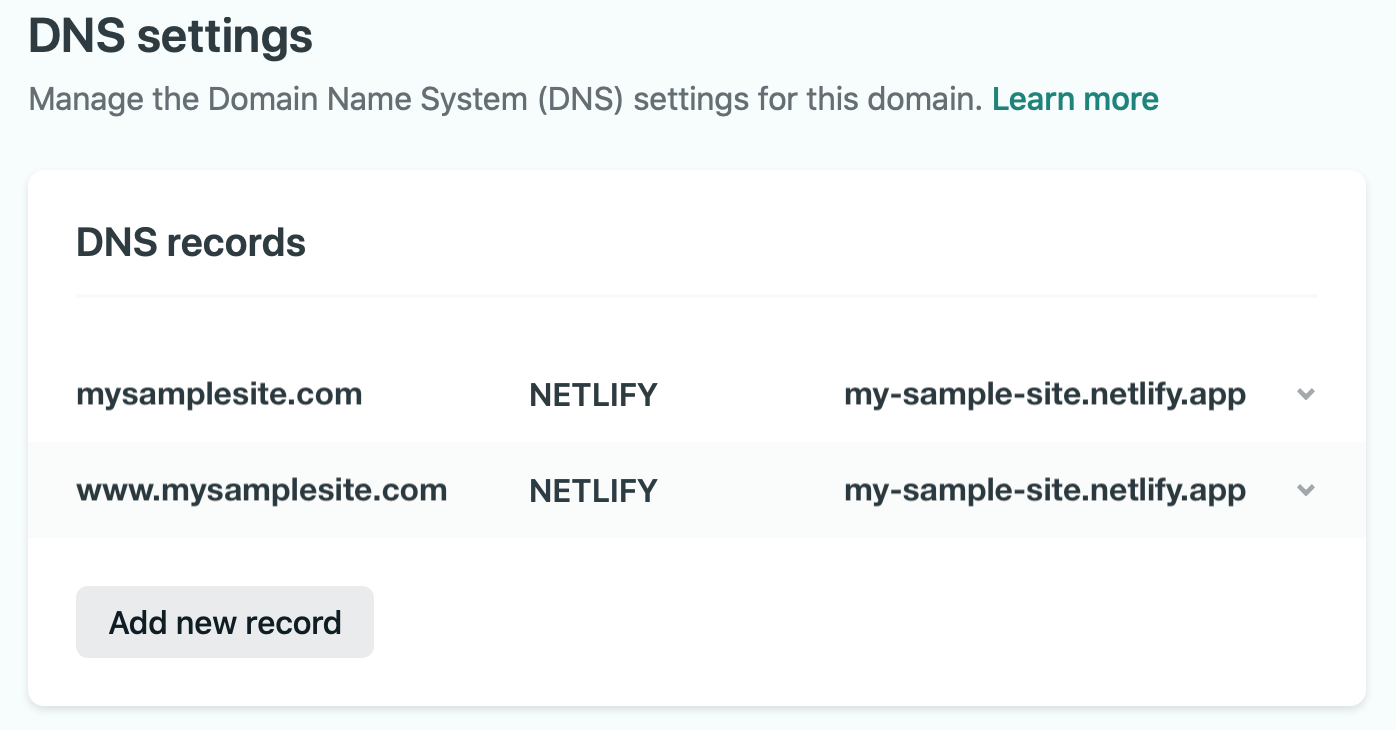 DNS settings
Manage the Domain Name System (DNS) settings for this domain. Learn more
DNS records
mysamplesite.com NETLIFY my-sample-site.netlify.app
www.mysamplesite.com NETLIFY my-sample-site.netlify.app
Add new record